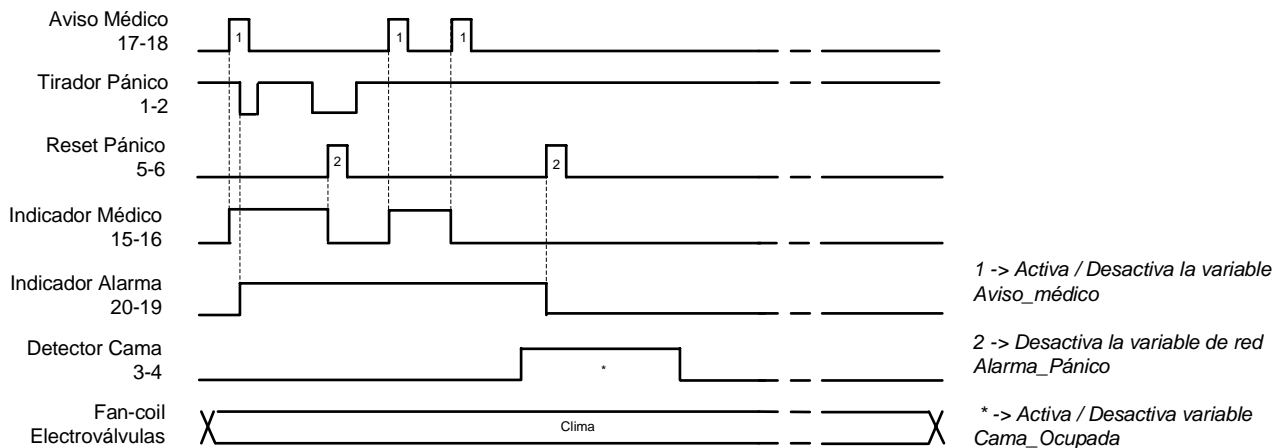 Aviso Médico
17-18
1
1
1
Tirador Pánico
1-2
Reset Pánico
5-6
2
2
Indicador Médico
15-16
Indicador Alarma
20-19
1 -> Activa / Desactiva la variable
Aviso_médico
Detector Cama
3-4
*
2 -> Desactiva la variable de red
Alarma_Pánico
Fan-coil
Electroválvulas
Clima
* -> Activa / Desactiva variable
Cama_Ocupada